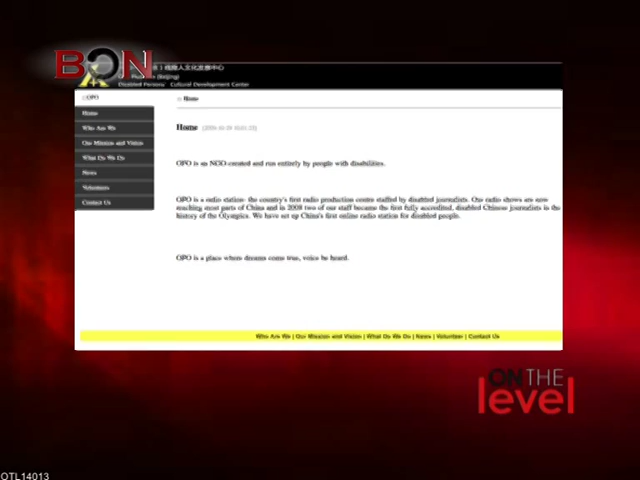 BON
(Beijing)
Disabled Persons' Cultural Development Center
:: OPO
:: Home
Home
Home
Who Are We
Our Mission and Vision
What Do We Do
News
Volunteers
Contact Us
OPO is an NGO created and run entirely by people with disabilities.
OPO is a radio station- the country's first radio production centre staffed by disabled journalists. Our radio shows are now
reaching most parts of China and in 2008 two of our staff became the first fully accredited, disabled Chinese journalists in the
history of the Olympics. We have set up China's first online radio station for disabled people.
OPO is a place where dreams come true, voice be heard.
Who Are We | Our Mission and Vision | What Do We Do | News | Volunteer | Contact Us
ON THE
level
OTL14013